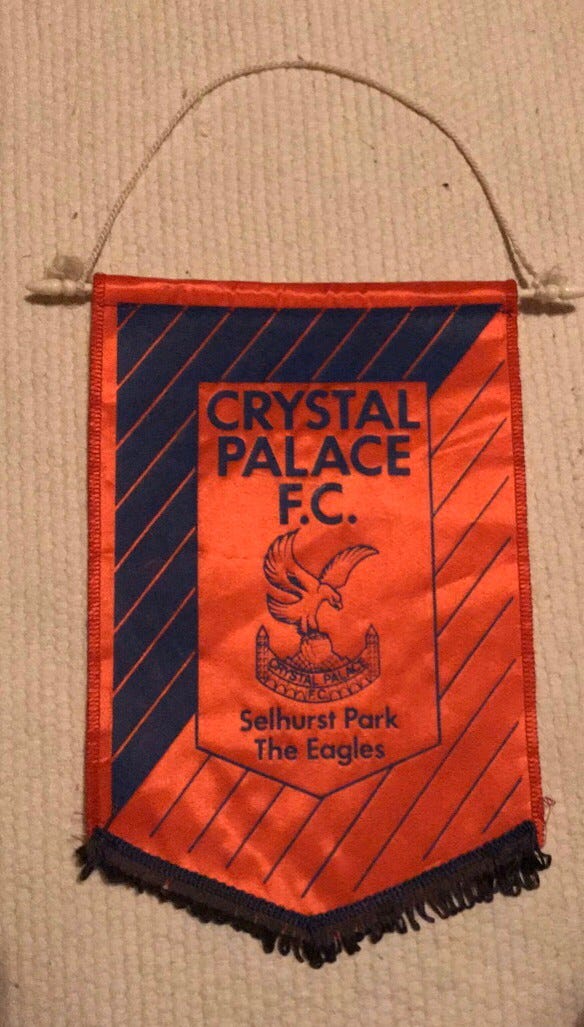 CRYSTAL
PALACE
F.C.
CRYSTAL PALACE
F.C.
Selhurst Park
The Eagles